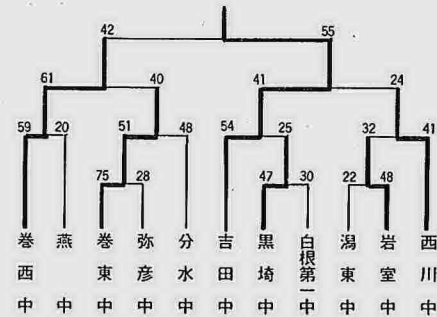 42 55
61 40 41 24
59 20 51 48 54 25 32 41
75 28 47 30 22 48
巻西中
燕中
巻東中
弥彦中
分水中
吉田中
黒埼中
白根第一中
潟東中
岩室中
西川中